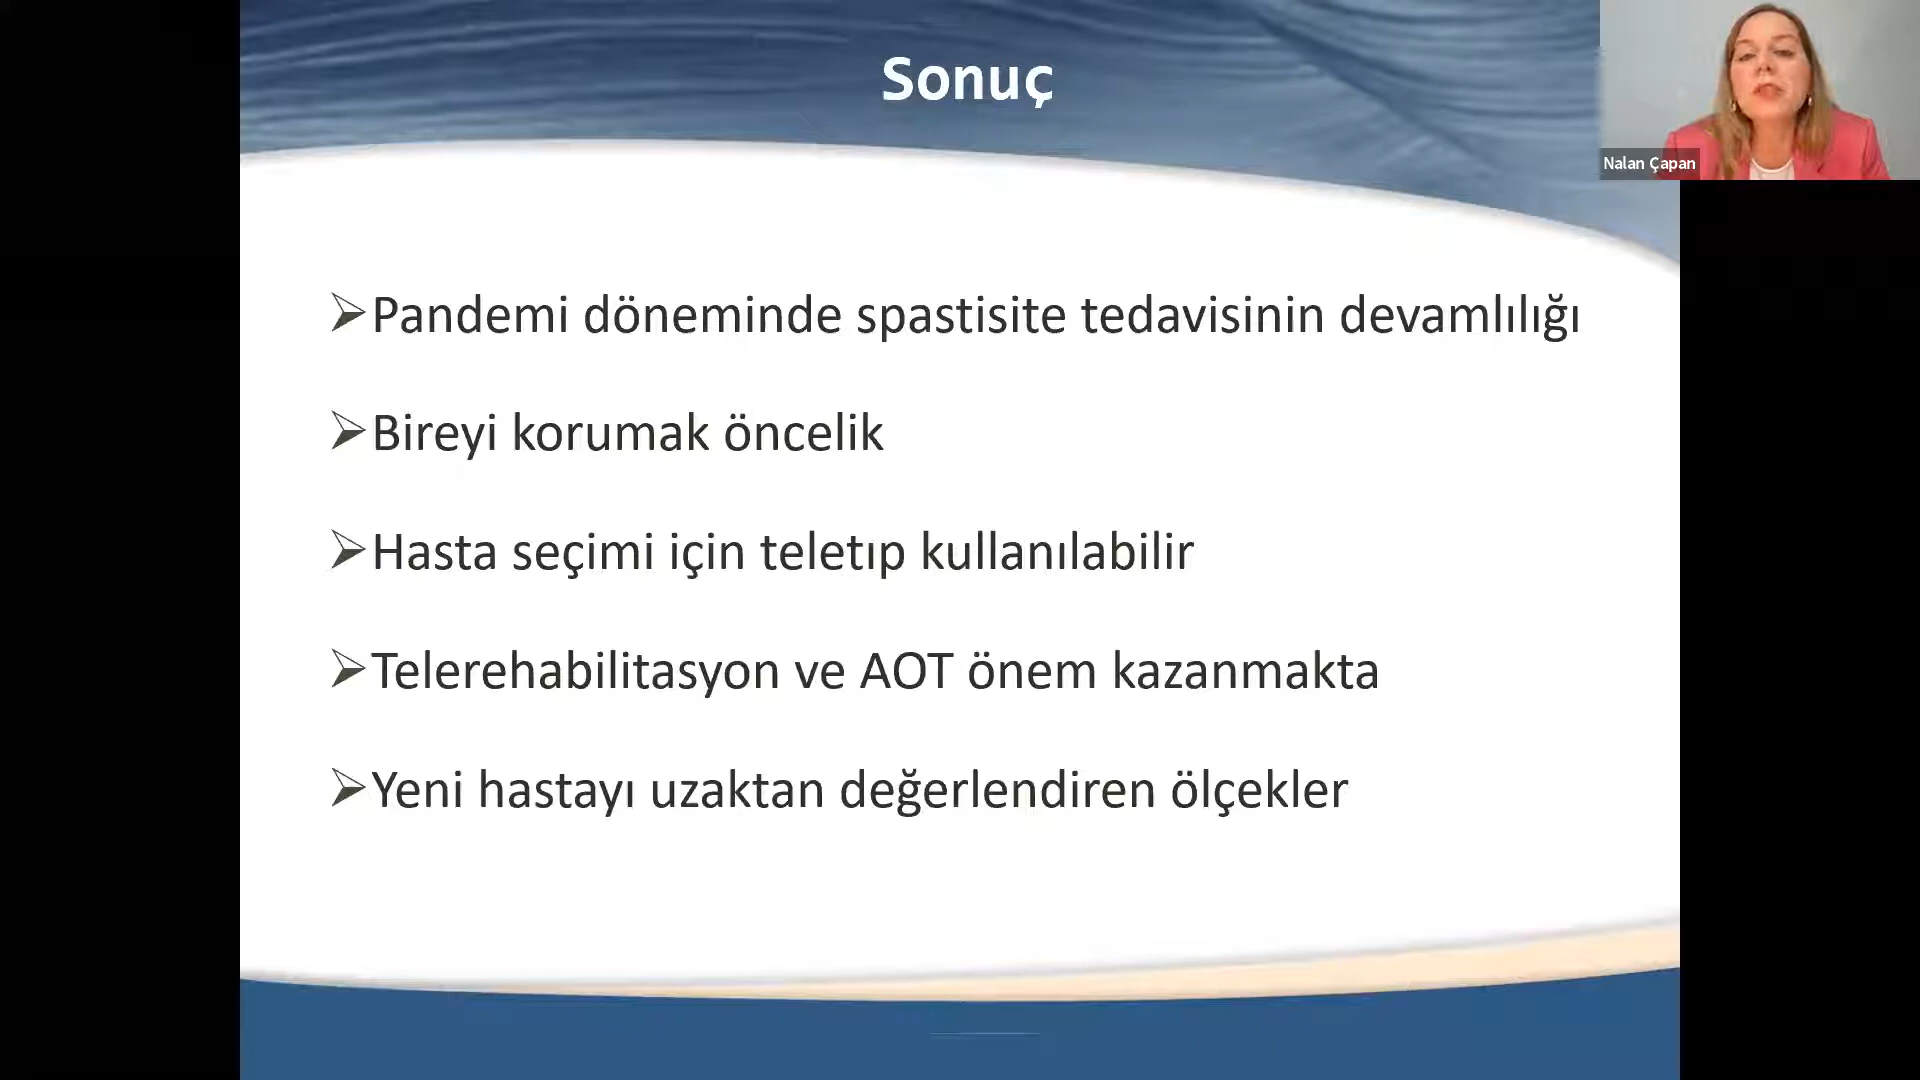 Sonuç
Nalan Çapan
Pandemi döneminde spastisite tedavisinin devamlılığı
Bireyi korumak öncelik
Hasta seçimi için teletıp kullanılabilir
Telerehabilitasyon ve AOT önem kazanmakta
Yeni hastayı uzaktan değerlendiren ölçekler